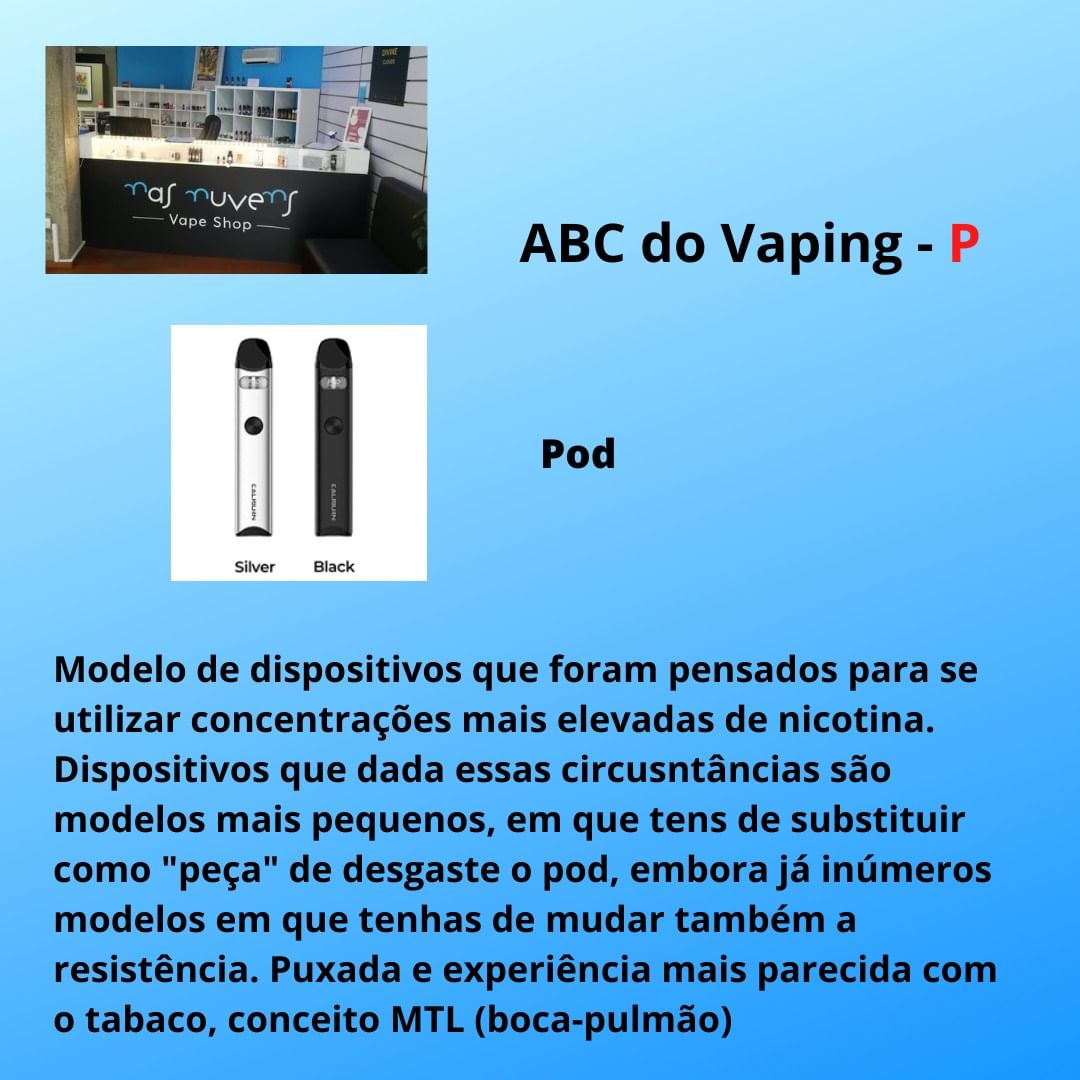 DIVINE
nas nuvens
Vape Shop
ABC do Vaping - P
CALIBURN
CALIBURN
Silver
Black
Pod
Modelo de dispositivos que foram pensados para se
utilizar concentrações mais elevadas de nicotina.
Dispositivos que dada essas circusntâncias são
modelos mais pequenos, em que tens de substituir
como "peça" de desgaste o pod, embora já inúmeros
modelos em que tenhas de mudar também a
resistência. Puxada e experiência mais parecida com
o tabaco, conceito MTL (boca-pulmão)